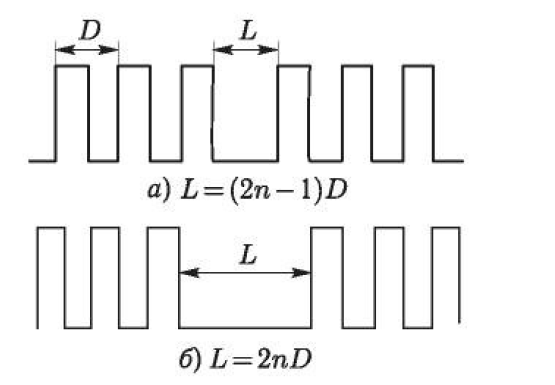 D L
а) L=(2n−1)D
L
б) L=2nD